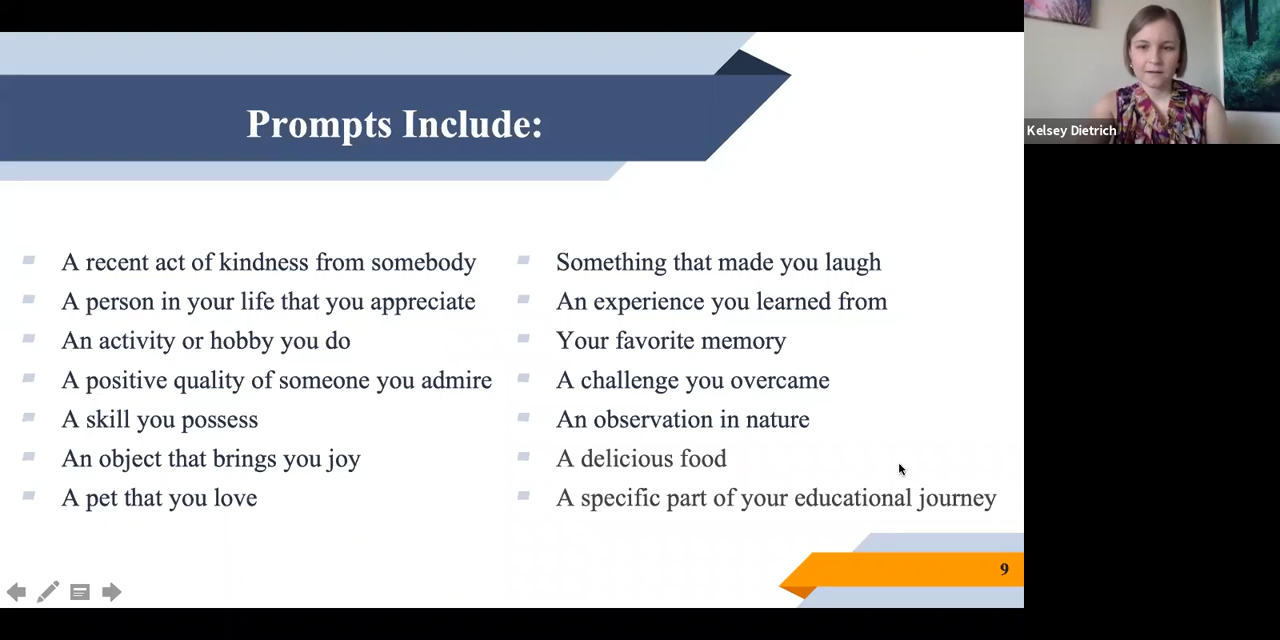 Prompts Include:
A recent act of kindness from somebody
A person in your life that you appreciate
An activity or hobby you do
A positive quality of someone you admire
A skill you possess
An object that brings you joy
A pet that you love
Something that made you laugh
An experience you learned from
Your favorite memory
A challenge you overcame
An observation in nature
A delicious food
A specific part of your educational journey
9
Kelsey Dietrich